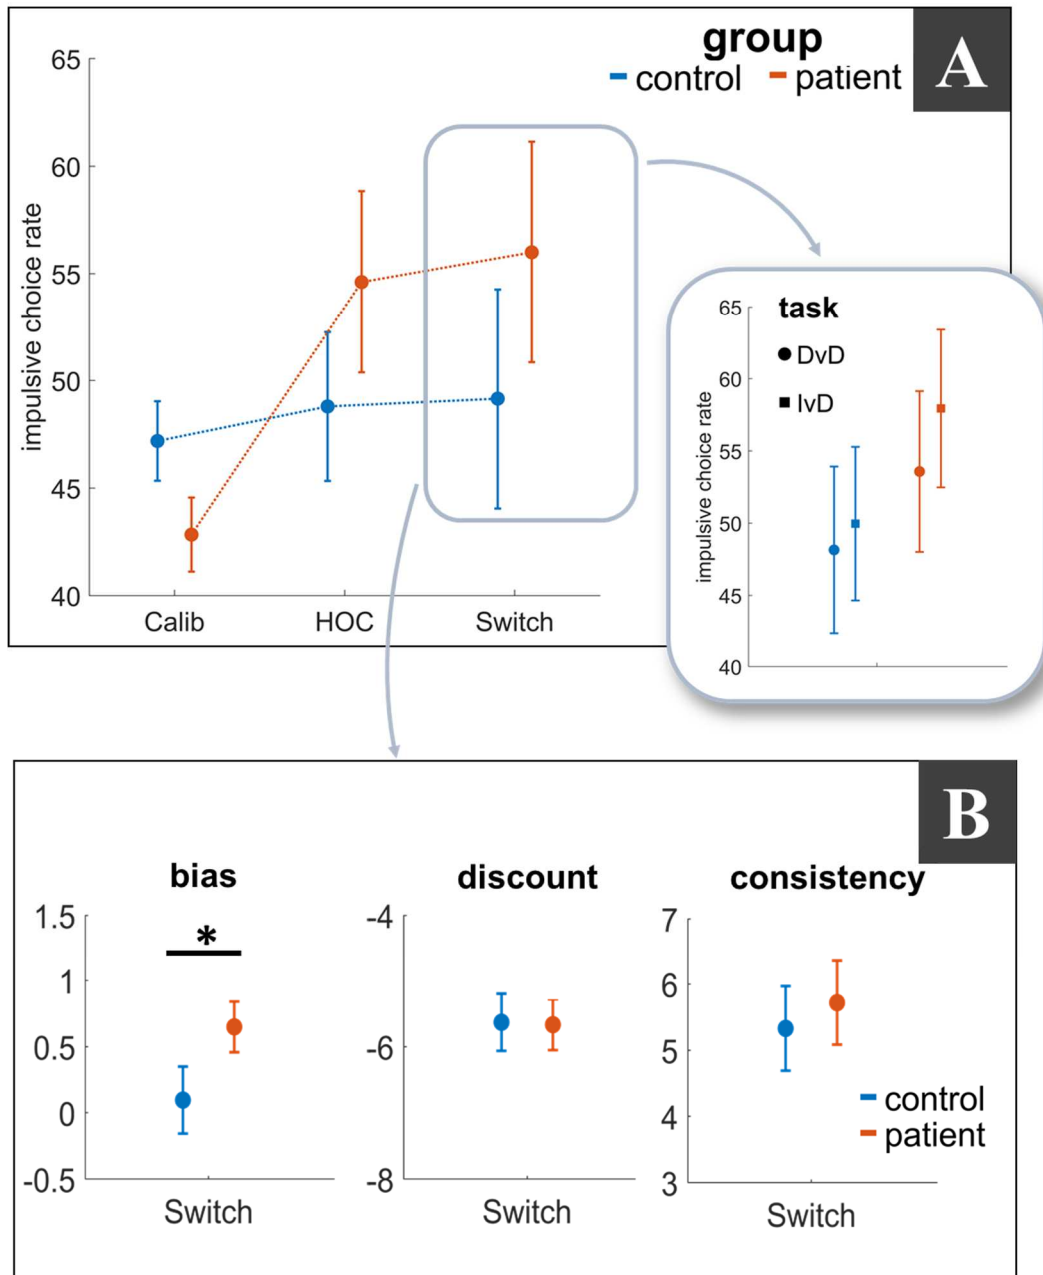 A
group
control patient
65
60
55
50
45
40
impulsive choice rate
Calib HOC Switch
task
DvD
IvD
65
60
55
50
45
40
impulsive choice rate
B
bias discount consistency
*
1.5
1
0.5
0
-0.5
Switch
-4
-6
-8
Switch
7
6
5
4
3
Switch
control
patient